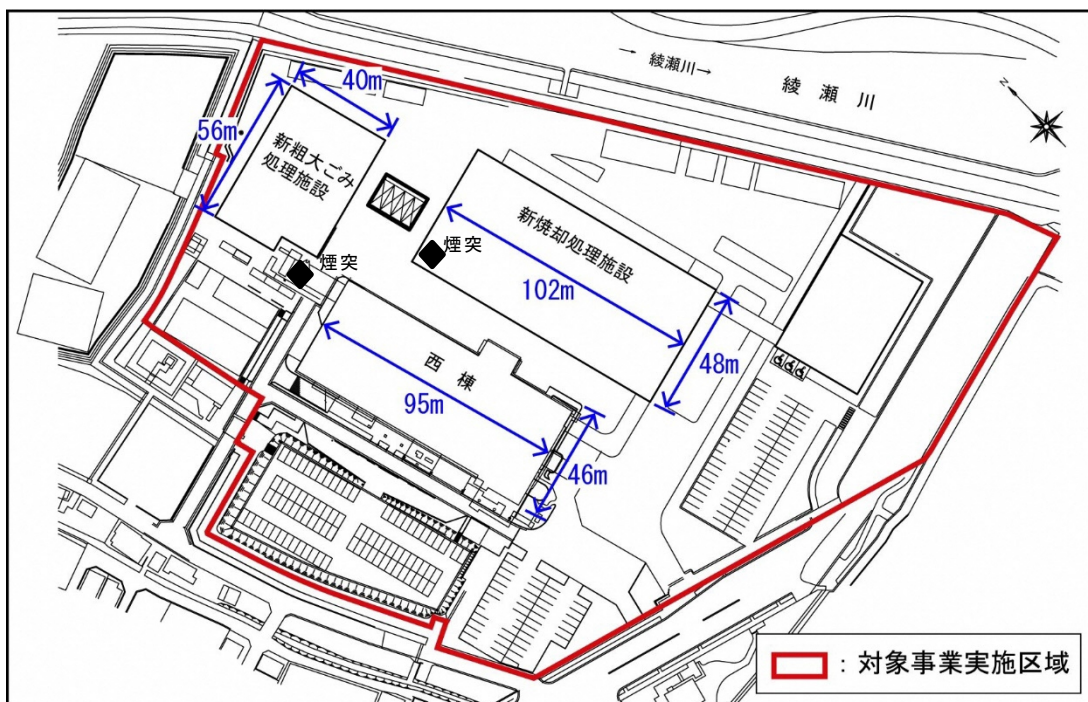 → 綾瀬川→
綾瀬川
N
40m
56m
新粗大ごみ
処理施設
新焼却処理施設
煙突
煙突
102m
48m
西棟
95m
46m
：対象事業実施区域